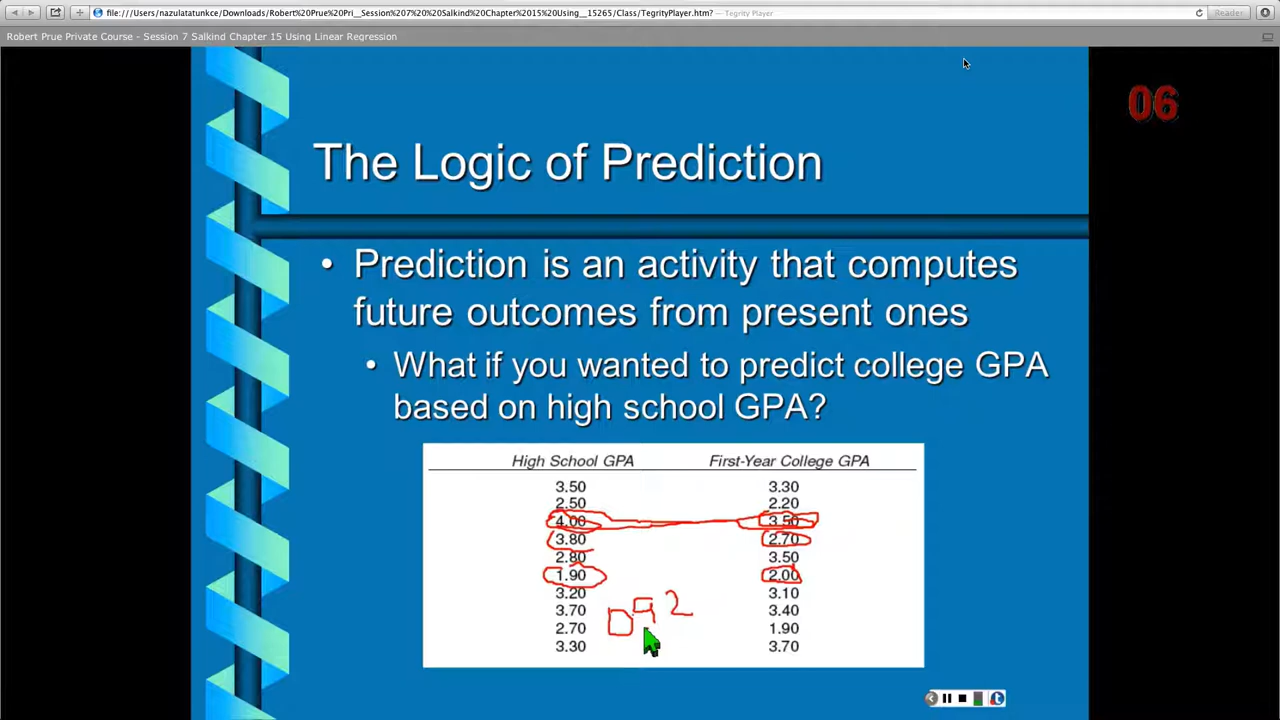 file:///Users/nazulatatunkce/Downloads/Robert%20Prue%20Pri__Session%207%20%20Salkind%20Chapter%2015%20Using__15265/Class/TegrityPlayer.htm? — Tegrity Player
Reader
Robert Prue Private Course - Session 7 Salkind Chapter 15 Using Linear Regression
06
The Logic of Prediction
• Prediction is an activity that computes
future outcomes from present ones
• What if you wanted to predict college GPA
based on high school GPA?
High School GPA First-Year College GPA
3.50 3.30
2.50 2.20
4.00 3.50
3.80 2.70
2.80 3.50
1.90 2.00
3.20 3.10
3.70 3.40
2.70 1.90
3.30 3.70
t